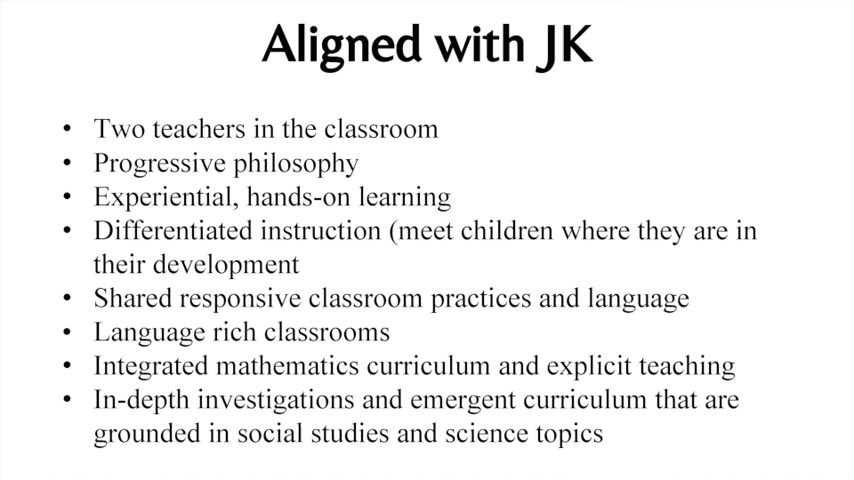 Aligned with JK
• Two teachers in the classroom
• Progressive philosophy
• Experiential, hands-on learning
• Differentiated instruction (meet children where they are in
their development
• Shared responsive classroom practices and language
• Language rich classrooms
• Integrated mathematics curriculum and explicit teaching
• In-depth investigations and emergent curriculum that are
grounded in social studies and science topics